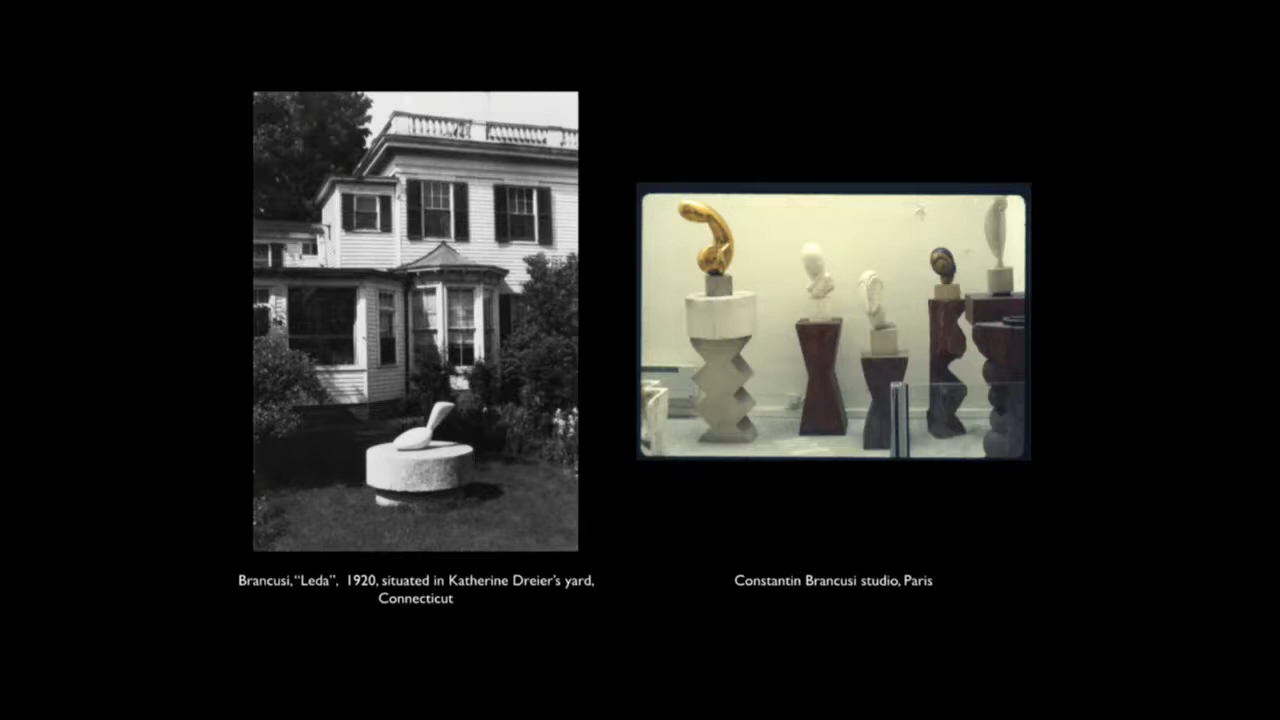 Brancusi, “Leda”, 1920, situated in Katherine Dreier's yard,
Connecticut
Constantin Brancusi studio, Paris